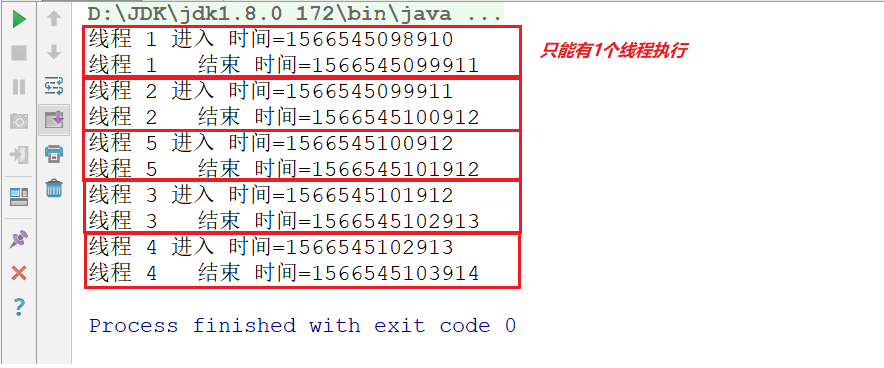 D:\JDK\jdk1.8.0 172\bin\java ...
线程 1 进入 时间=1566545098910
只能有1个线程执行
线程 1   结束 时间=1566545099911
线程 2 进入 时间=1566545099911
线程 2   结束 时间=1566545100912
线程 5 进入 时间=1566545100912
线程 5   结束 时间=1566545101912
线程 3 进入 时间=1566545101912
线程 3   结束 时间=1566545102913
线程 4 进入 时间=1566545102913
线程 4   结束 时间=1566545103914
Process finished with exit code 0